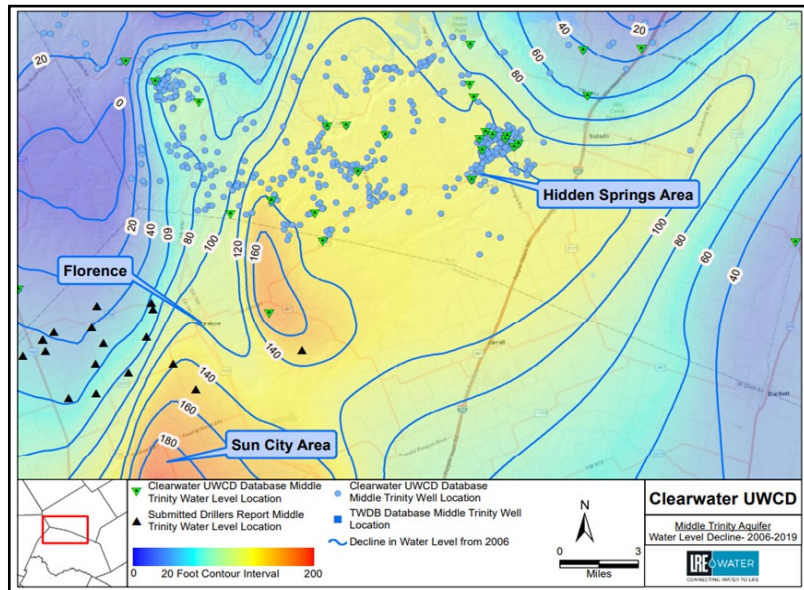 20
60
40
20
80
0
Salado
Hidden Springs Area
20
40
60
80
100
120
160
100
80
60
40
Florence
140
Jarrell
140
160
180
Sun City Area
Bartlett
Clearwater UWCD Database Middle
Trinity Water Level Location
Submitted Drillers Report Middle
Trinity Water Level Location
0
20 Foot Contour Interval
200
Clearwater UWCD Database
Middle Trinity Well Location
TWDB Database Middle Trinity Well
Location
Decline in Water Level from 2006
N
0
3
Miles
Clearwater UWCD
Middle Trinity Aquifer
Water Level Decline- 2006-2019
LRE WATER
CONNECTING WATER TO LIFE